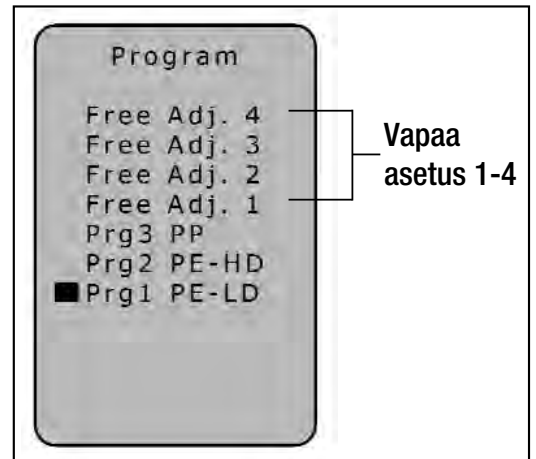 Program
Free Adj. 4
Free Adj. 3
Free Adj. 2
Free Adj. 1
Prg3 PP
Prg2 PE-HD
Prg1 PE-LD
Vapaa
asetus 1-4